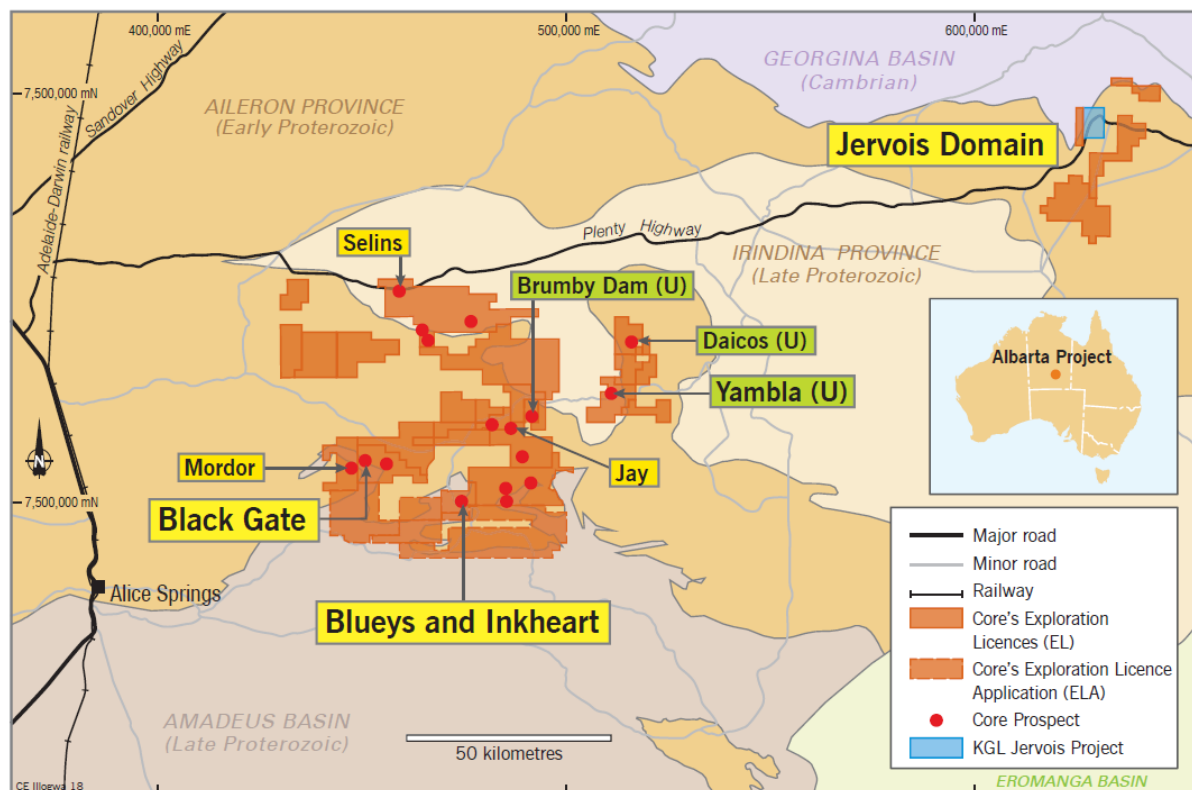 400,000 mE
500,000 mE
600,000 mE
GEORGINA BASIN
(Cambrian)
7,500,000 mN
Sandover Highway
AILERON PROVINCE
(Early Proterozoic)
Adelaide-Darwin railway
Jervois Domain
Plenty Highway
Selins
IRINDINA PROVINCE
(Late Proterozoic)
Brumby Dam (U)
Daicos (U)
Albarta Project
Yambla (U)
Mordor
Jay
7,500,000 mN
Black Gate
Major road
Minor road
Alice Springs
Railway
Blueys and Inkheart
Core's Exploration
Licences (EL)
Core's Exploration Licence
Application (ELA)
AMADEUS BASIN
(Late Proterozoic)
Core Prospect
50 kilometres
KGL Jervois Project
EROMANGA BASIN
CE Illogwa 18